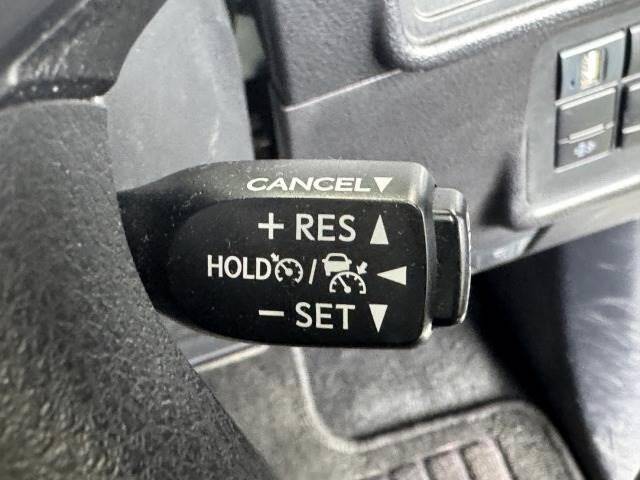 CANCEL▼
+ RES ▲
HOLD / ◄
– SET ▼